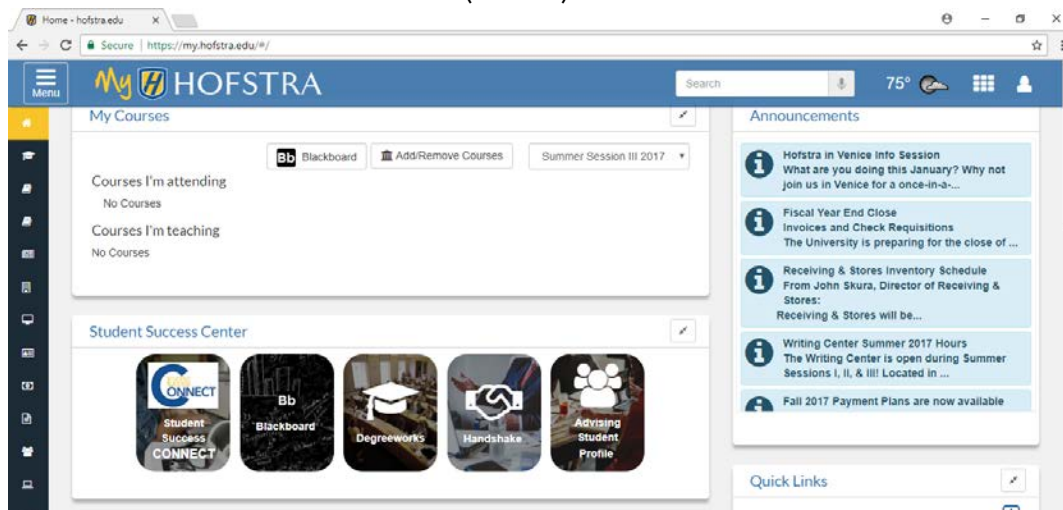 Home - hofstra.edu
Secure | https://my.hofstra.edu/#/
Menu
My HOFSTRA
Search
75°
My Courses
Bb Blackboard
Add/Remove Courses
Summer Session III 2017
Courses I'm attending
No Courses
Courses I'm teaching
No Courses
Student Success Center
CONNECT
Student
Success
CONNECT
Bb
Blackboard
Degreeworks
Handshake
Advising
Student
Profile
Announcements
Hofstra in Venice Info Session
What are you doing this January? Why not
join us in Venice for a once-in-a-...
Fiscal Year End Close
Invoices and Check Requisitions
The University is preparing for the close of ...
Receiving & Stores Inventory Schedule
From John Skura, Director of Receiving &
Stores:
Receiving & Stores will be...
Writing Center Summer 2017 Hours
The Writing Center is open during Summer
Sessions I, II, & III! Located in ...
Fall 2017 Payment Plans are now available
Quick Links